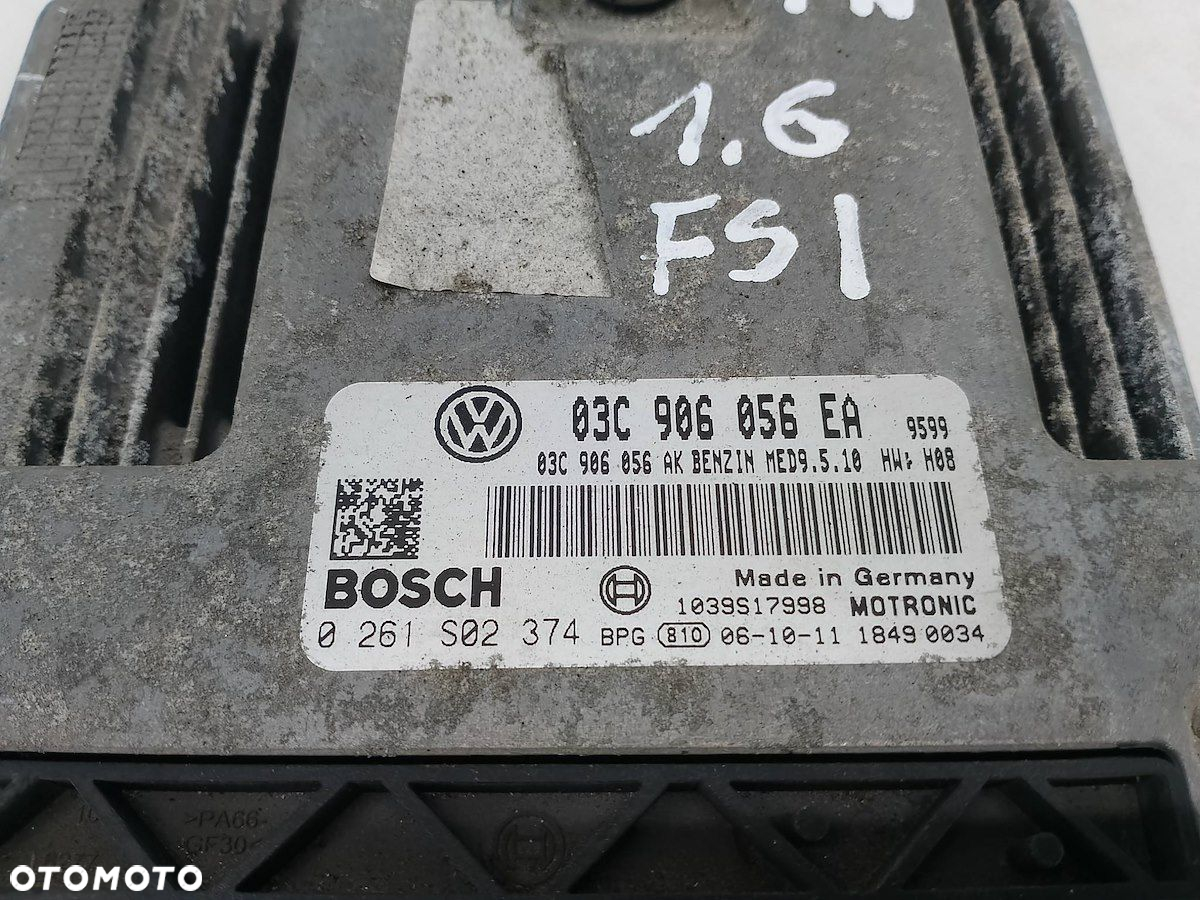 1.6
FSI
03C 906 056 EA 9599
03C 906 056 AK BENZIN MED9.5.10 HW: H08
BOSCH
Made in Germany
1039S17998 MOTRONIC
0 261 S02 374 BPG 810 06-10-11 1849 0034
>PA66-
GF30<
OTOMOTO